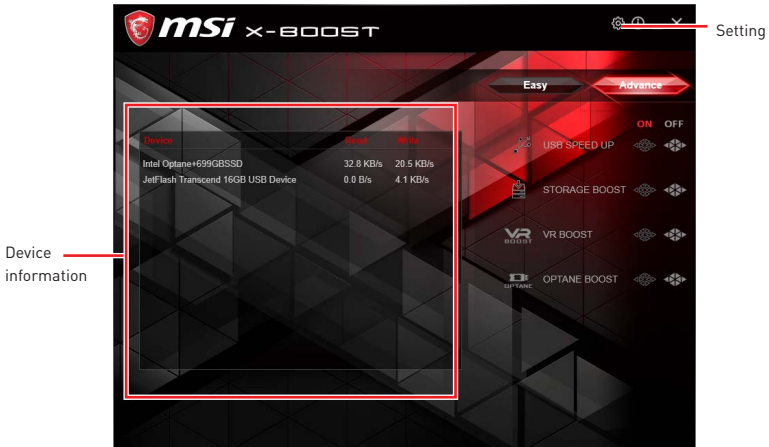 msi X-BOOST
Setting
Easy Advance
ON OFF
Device Read Write
Intel Optane+699GBSSD 32.8 KB/s 20.5 KB/s
JetFlash Transcend 16GB USB Device 0.0 B/s 4.1 KB/s
USB SPEED UP
STORAGE BOOST
VR BOOST VR BOOST
OPTANE OPTANE BOOST
Device
information